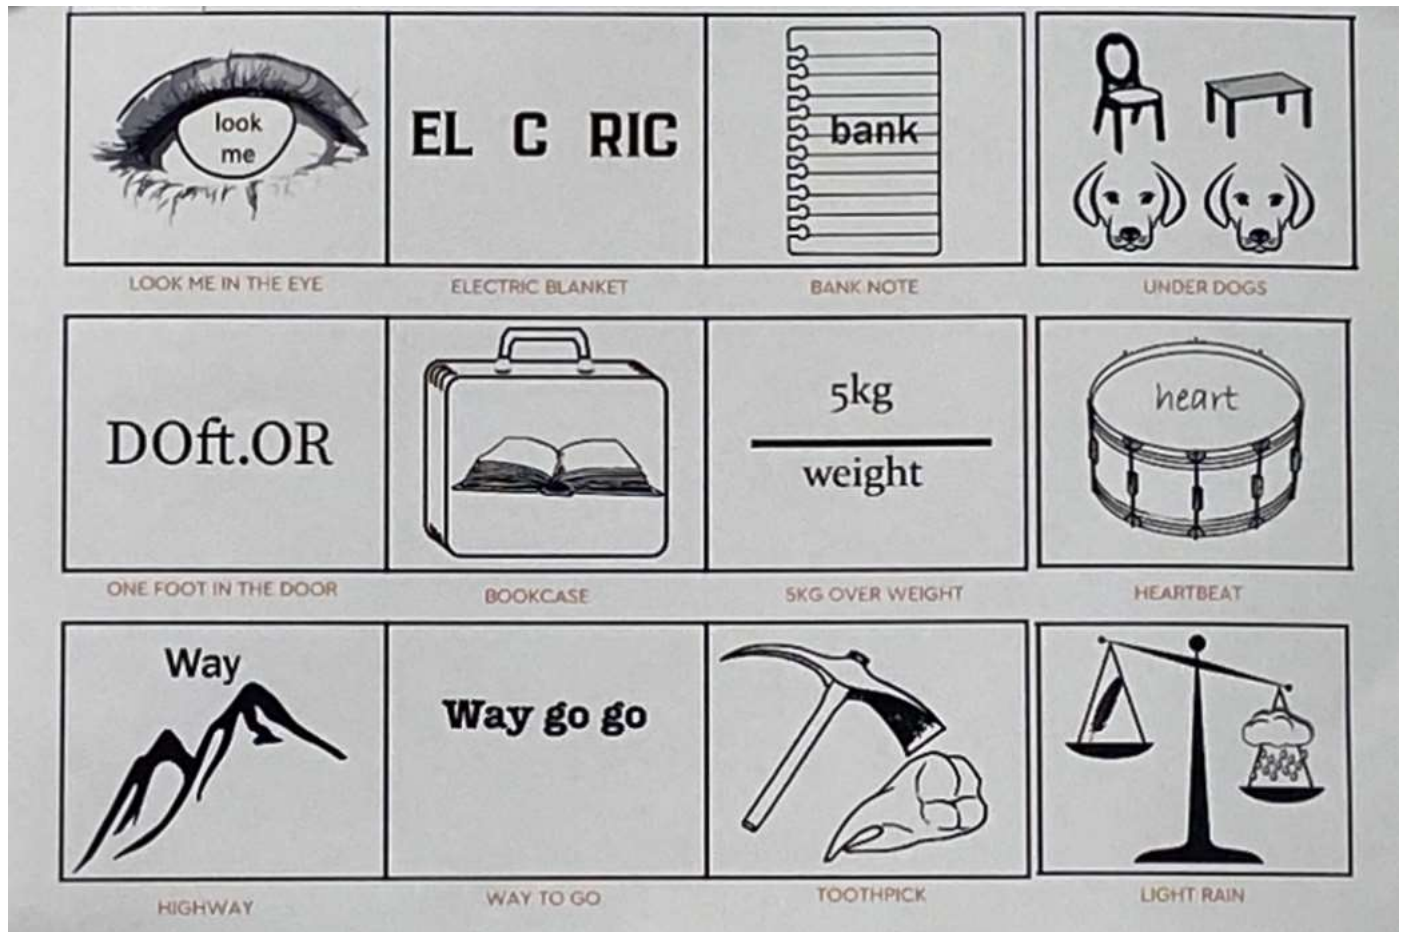 look
me
EL C RIC
bank
LOOK ME IN THE EYE
ELECTRIC BLANKET
BANK NOTE
UNDER DOGS
DOft.OR
5kg
weight
heart
ONE FOOT IN THE DOOR
BOOKCASE
5KG OVER WEIGHT
HEARTBEAT
Way
Way go go
HIGHWAY
WAY TO GO
TOOTHPICK
LIGHT RAIN